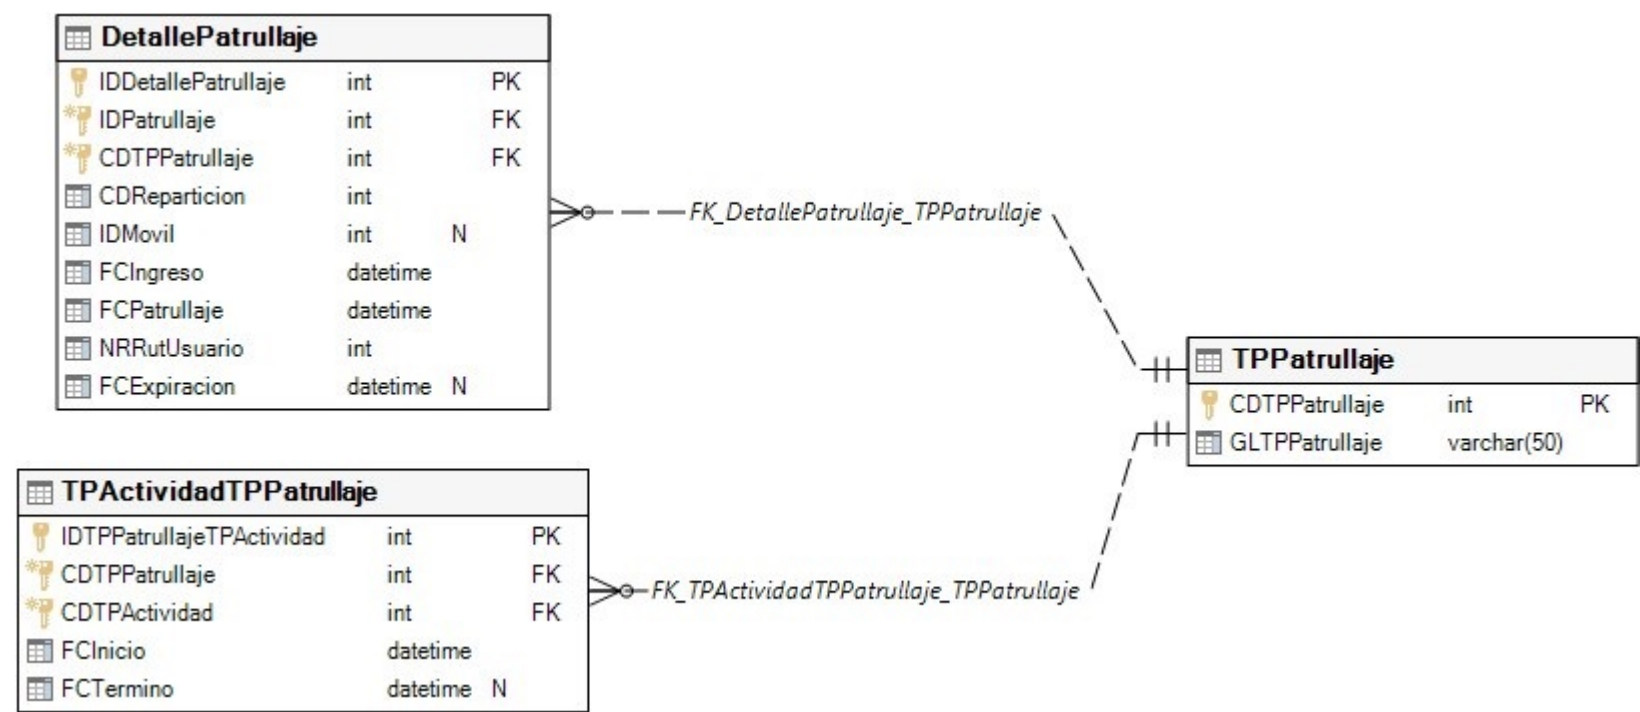 DetallePatrullaje
IDDetallePatrullaje int PK
IDPatrullaje int FK
CDTPPatrullaje int FK
CDReparticion int
IDMovil int N
FCIngreso datetime
FCPatrullaje datetime
NRRutUsuario int
FCExpiracion datetime N
FK_DetallePatrullaje_TPPatrullaje
TPPatrullaje
CDTPPatrullaje int PK
GLTPPatrullaje varchar(50)
TPActividadTPPatrullaje
IDTPPatrullajeTPActividad int PK
CDTPPatrullaje int FK
CDTPActividad int FK
FCInicio datetime
FCTermino datetime N
FK_TPActividadTPPatrullaje_TPPatrullaje